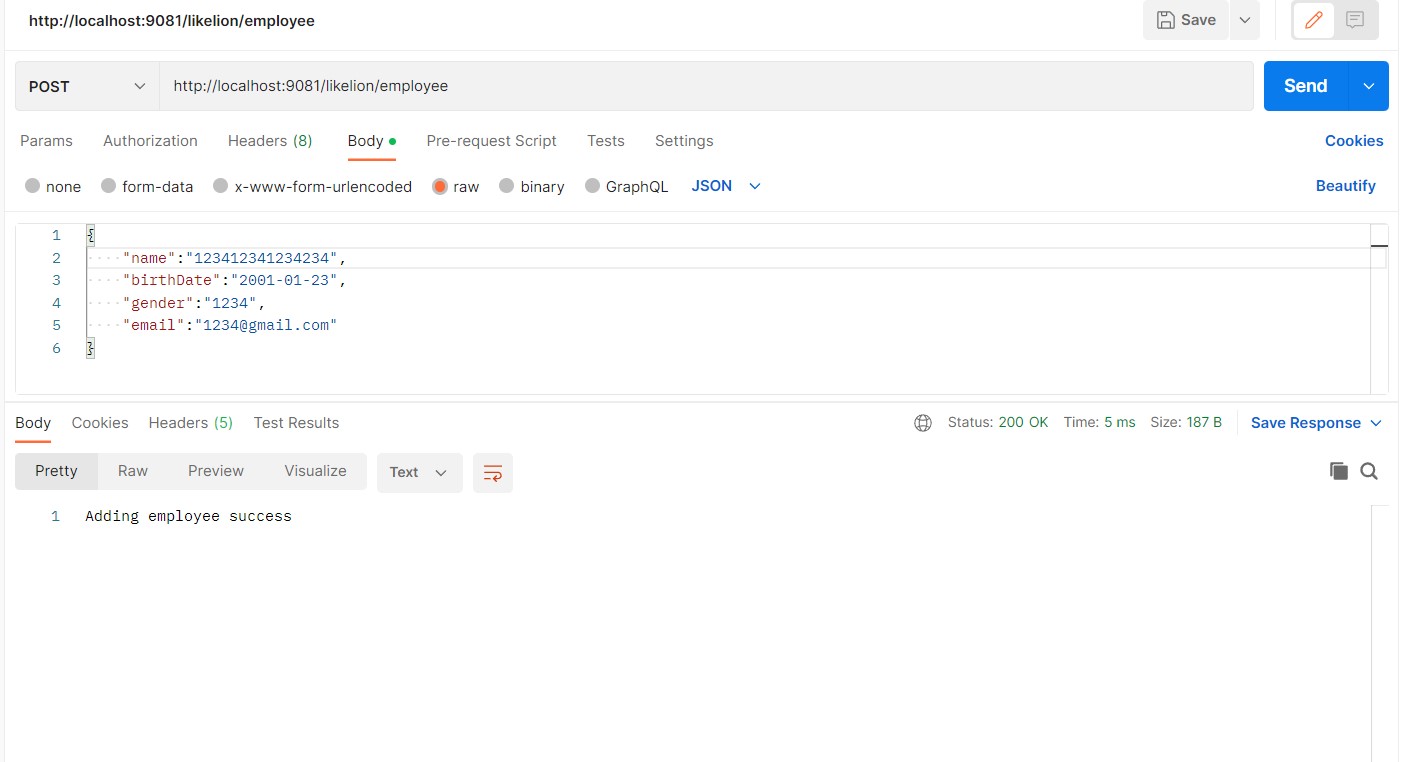 http://localhost:9081/likelion/employee
Save
POST
http://localhost:9081/likelion/employee
Send
Params Authorization Headers (8) Body Pre-request Script Tests Settings Cookies
none form-data x-www-form-urlencoded raw binary GraphQL JSON Beautify
1 {
2 "name":"123412341234234",
3 "birthDate":"2001-01-23",
4 "gender":"1234",
5 "email":"1234@gmail.com"
6 }
Body Cookies Headers (5) Test Results Status: 200 OK Time: 5 ms Size: 187 B Save Response
Pretty Raw Preview Visualize Text
1 Adding employee success